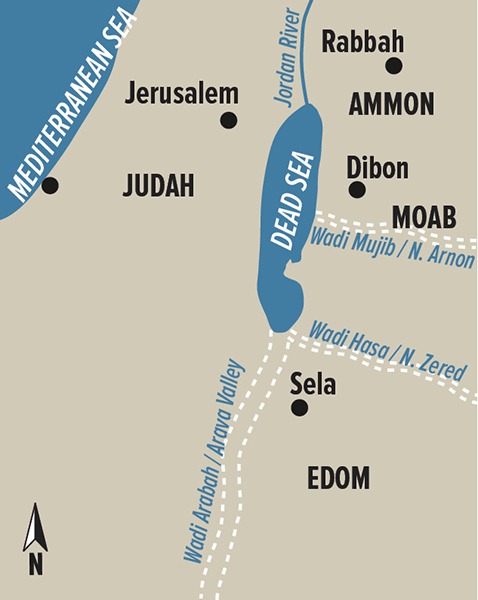 MEDITERRANEAN SEA
Jordan River
Rabbah
Jerusalem
AMMON
Dibon
JUDAH
DEAD SEA
MOAB
Wadi Mujib / N. Arnon
Wadi Hasa / N. Zered
Wadi Arabah / Arava Valley
Sela
EDOM
N